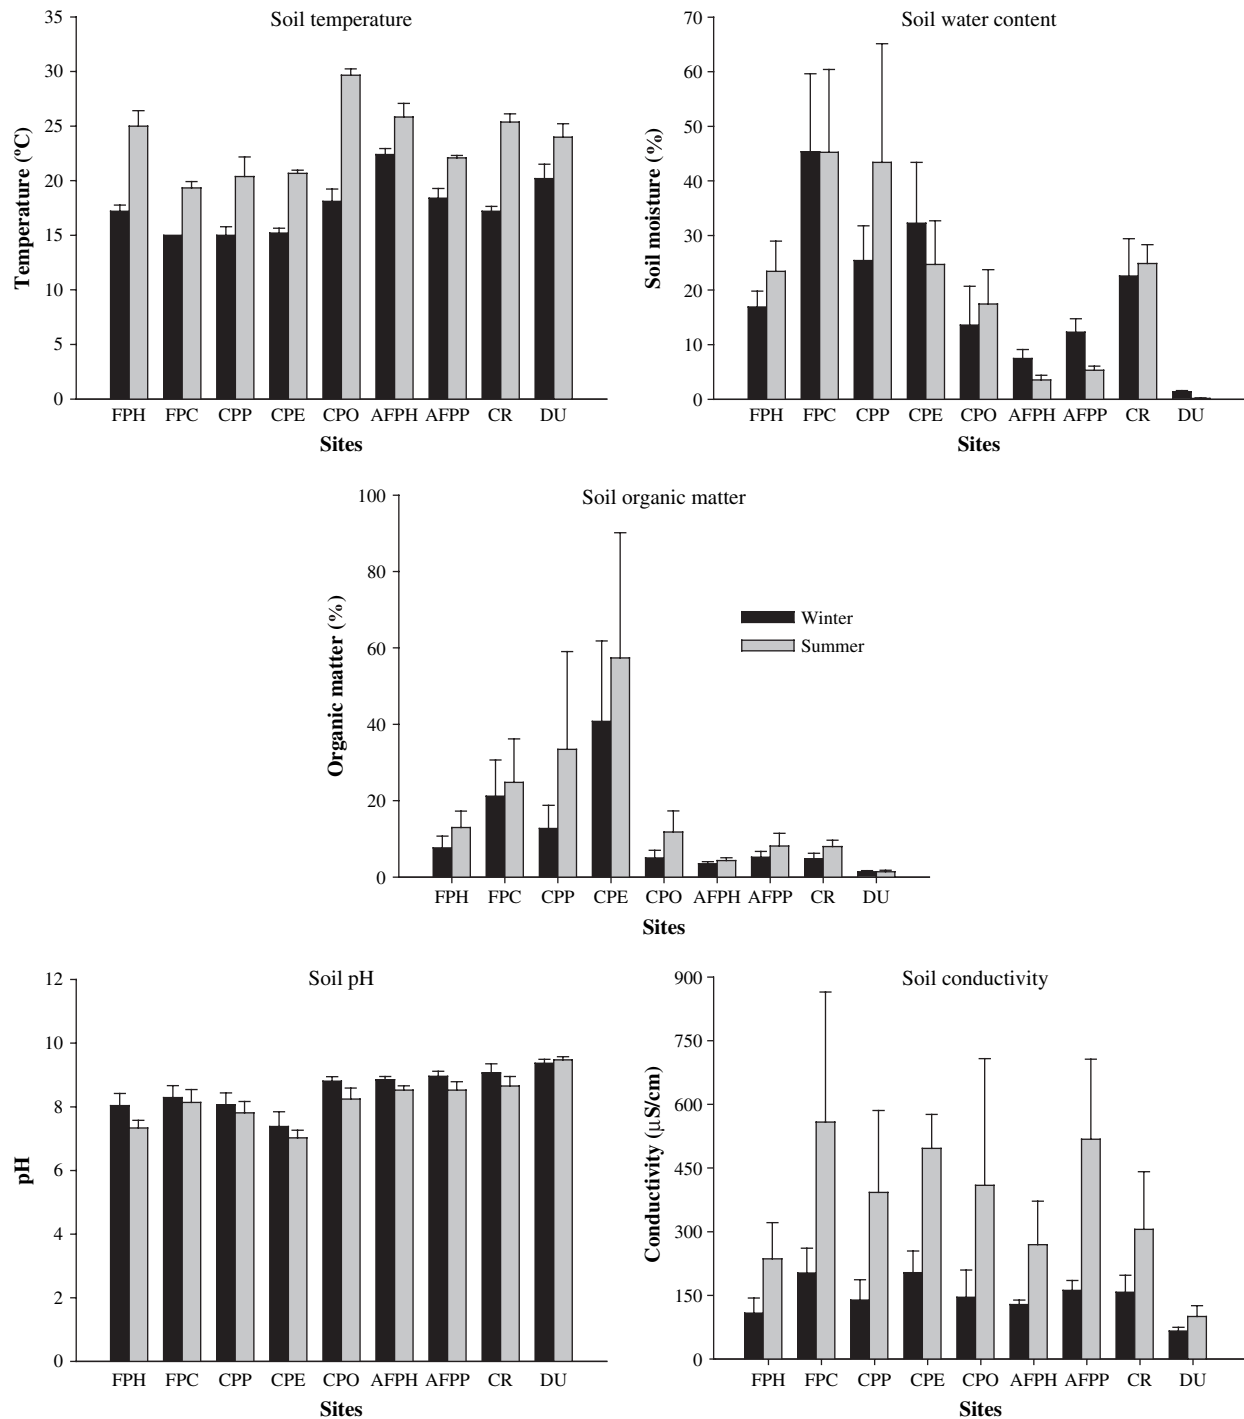 Soil temperature
35
30
25
20
15
10
5
0
Temperature (ºC)
FPH FPC CPP CPE CPO AFPH AFPP CR DU
Sites
Soil water content
70
60
50
40
30
20
10
0
Soil moisture (%)
FPH FPC CPP CPE CPO AFPH AFPP CR DU
Sites
Soil organic matter
100
80
60
40
20
0
Organic matter (%)
Winter
Summer
FPH FPC CPP CPE CPO AFPH AFPP CR DU
Sites
Soil pH
12
10
8
6
4
2
0
pH
FPH FPC CPP CPE CPO AFPH AFPP CR DU
Sites
Soil conductivity
900
750
600
450
300
150
0
Conductivity (µS/cm)
FPH FPC CPP CPE CPO AFPH AFPP CR DU
Sites